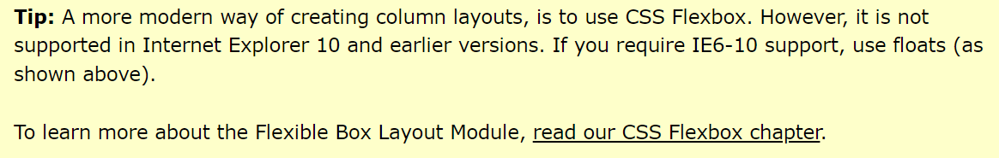 Tip: A more modern way of creating column layouts, is to use CSS Flexbox. However, it is not
supported in Internet Explorer 10 and earlier versions. If you require IE6-10 support, use floats (as
shown above).
To learn more about the Flexible Box Layout Module, read our CSS Flexbox chapter.